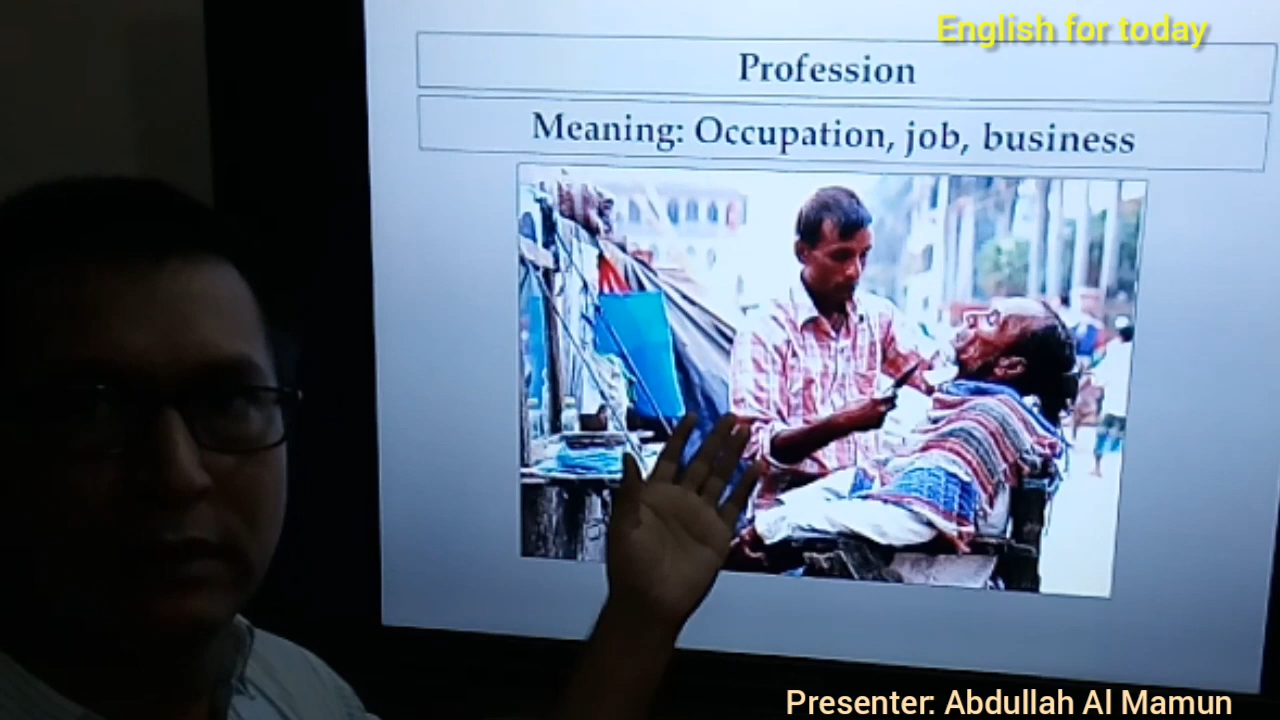 English for today
Profession
Meaning: Occupation, job, business
Presenter: Abdullah Al Mamun